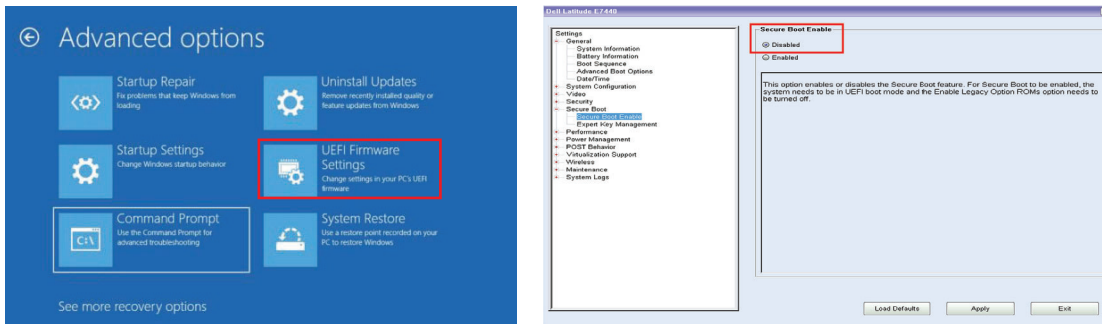 Advanced options
Startup Repair
Fix problems that keep Windows from
loading
Uninstall Updates
Remove recently installed quality or
feature updates from Windows
Startup Settings
Change Windows startup behavior
UEFI Firmware
Settings
Change settings in your PC's UEFI
firmware
Command Prompt
Use the Command Prompt for
advanced troubleshooting
C:\
System Restore
Use a restore point recorded on your
PC to restore Windows
See more recovery options
Dell Latitude E7440
Settings
General
System Information
Battery Information
Boot Sequence
Advanced Boot Options
Date/Time
System Configuration
Video
Security
Secure Boot
Secure Boot Enable
Expert Key Management
Performance
Power Management
POST Behavior
Virtualization Support
Wireless
Maintenance
System Logs
Secure Boot Enable
Disabled
Enabled
This option enables or disables the Secure Boot feature. For Secure Boot to be enabled, the
system needs to be in UEFI boot mode and the Enable Legacy Option ROMs option needs to
be turned off.
Load Defaults
Apply
Exit